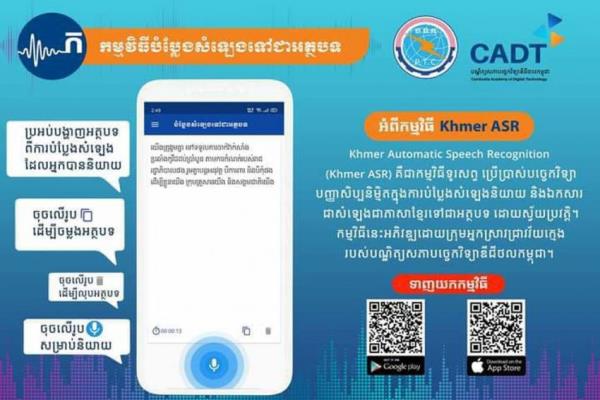 កម្មវិធីបំប្លែងសំឡេងទៅជាអត្ថបទ
P.T.C
CADT
បណ្ឌិត្យសភាបច្ចេកវិទ្យាឌីជីថលកម្ពុជា
Cambodia Academy of Digital Technology
ប្រអប់បង្ហាញអត្ថបទ
ពីការបំប្លែងសំឡេង
ដែលអ្នកបាននិយាយ
ចុចលើរូប
ដើម្បីចម្លងអត្ថបទ
ចុចលើរូប
ដើម្បីលុបអត្ថបទ
ចុចលើរូប
សម្រាប់និយាយ
2:48
បំប្លែងសំឡេងទៅជាអត្ថបទ
00:00:13
អំពីកម្មវិធី Khmer ASR
Khmer Automatic Speech Recognition
(Khmer ASR) គឺជាកម្មវិធីទូរសព្ទ ប្រើប្រាស់បច្ចេកវិទ្យា
បញ្ញាសិប្បនិម្មិតក្នុងការបំប្លែងសំឡេងនិយាយ និងឯកសារ
ជាសំឡេងជាភាសាខ្មែរទៅជាអត្ថបទ ដោយស្វ័យប្រវត្តិ។
កម្មវិធីនេះអភិវឌ្ឍដោយក្រុមអ្នកស្រាវជ្រាវវ័យក្មេង
របស់បណ្ឌិត្យសភាបច្ចេកវិទ្យាឌីជីថលកម្ពុជា។
ទាញយកកម្មវិធី
GET IT ON
Google play
Download on the
App Store